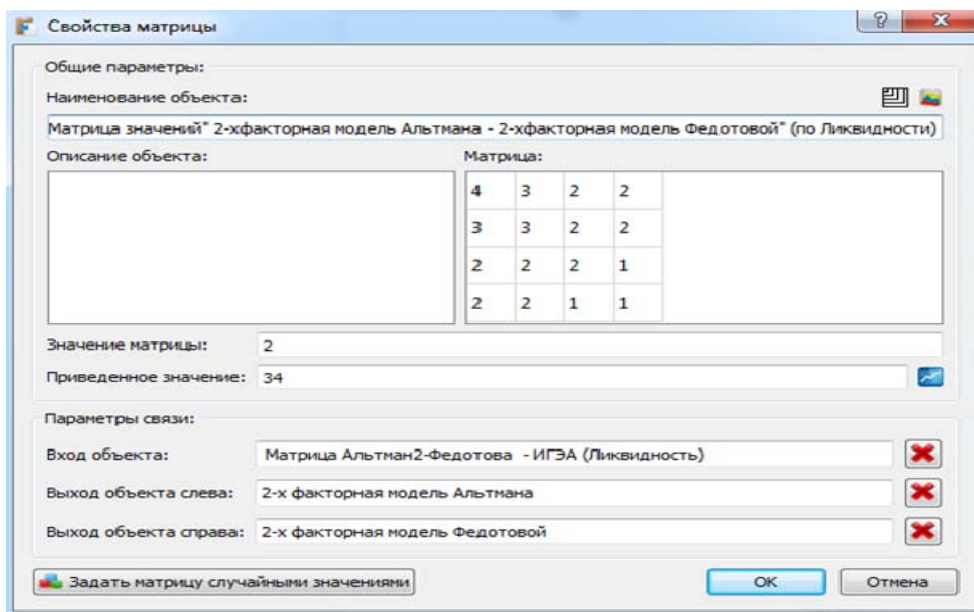 Свойства матрицы
Общие параметры:
Наименование объекта:
Матрица значений" 2-хфакторная модель Альтмана - 2-хфакторная модель Федотовой" (по Ликвидности)
Описание объекта:
Матрица:
4 3 2 2
3 3 2 2
2 2 2 1
2 2 1 1
Значение матрицы: 2
Приведенное значение: 34
Параметры связи:
Вход объекта: Матрица Альтман2-Федотова - ИГЭА (Ликвидность)
Выход объекта слева: 2-х факторная модель Альтмана
Выход объекта справа: 2-х факторная модель Федотовой
Задать матрицу случайными значениями
OK
Отмена